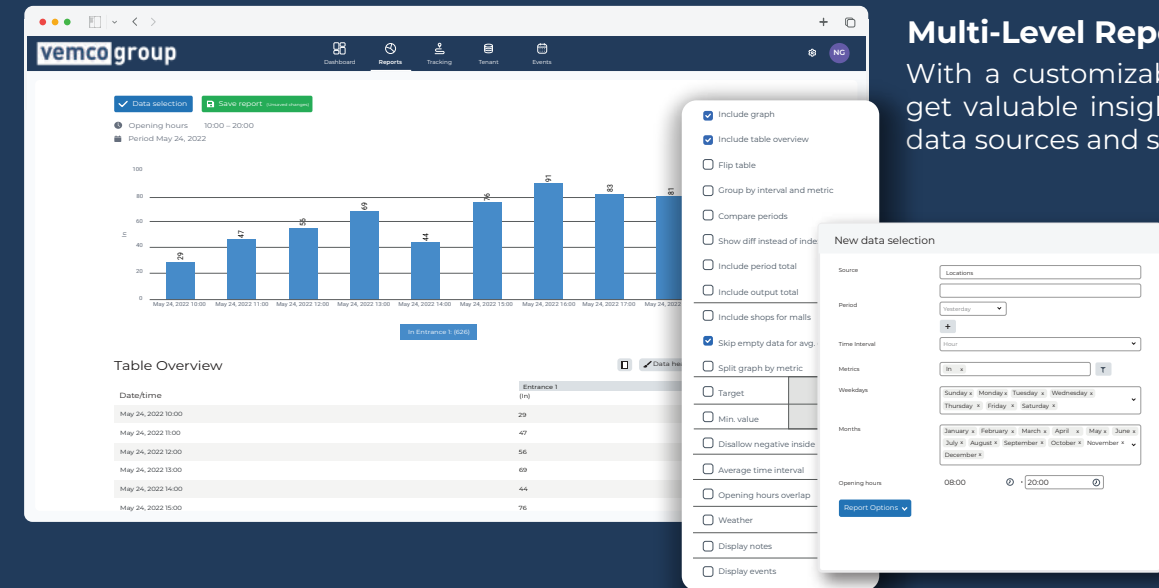 vemco group
Dashboard
Reports
Tracking
Tenant
Events
NG
Multi-Level Repo
With a customizab
get valuable insigh
data sources and s
Data selection
Save report (Unsaved changes)
Opening hours 10:00 – 20:00
Period May 24, 2022
100
80
60
40
20
0
In
29
47
55
69
44
76
91
83
81
May 24, 2022 10:00 May 24, 2022 11:00 May 24, 2022 12:00 May 24, 2022 13:00 May 24, 2022 14:00 May 24, 2022 15:00 May 24, 2022 16:00 May 24, 2022 17:00 May 24, 2022
In Entrance 1: (626)
Table Overview
Data he
Date/time
Entrance 1
(In)
May 24, 2022 10:00 29
May 24, 2022 11:00 47
May 24, 2022 12:00 56
May 24, 2022 13:00 69
May 24, 2022 14:00 44
May 24, 2022 15:00 76
Include graph
Include table overview
Flip table
Group by interval and metric
Compare periods
Show diff instead of inde
Include period total
Include output total
Include shops for malls
Skip empty data for avg.
Split graph by metric
Target
Min. value
Disallow negative inside
Average time interval
Opening hours overlap
Weather
Display notes
Display events
New data selection
Source
Locations
Period
Yesterday
+
Time Interval
Hour
Metrics
In x
T
Weekdays
Sunday x Monday x Tuesday x Wednesday x
Thursday x Friday x Saturday x
Months
January x February x March x April x May x June x
July x August x September x October x November x
December x
Opening hours
08:00 - 20:00
Report Options